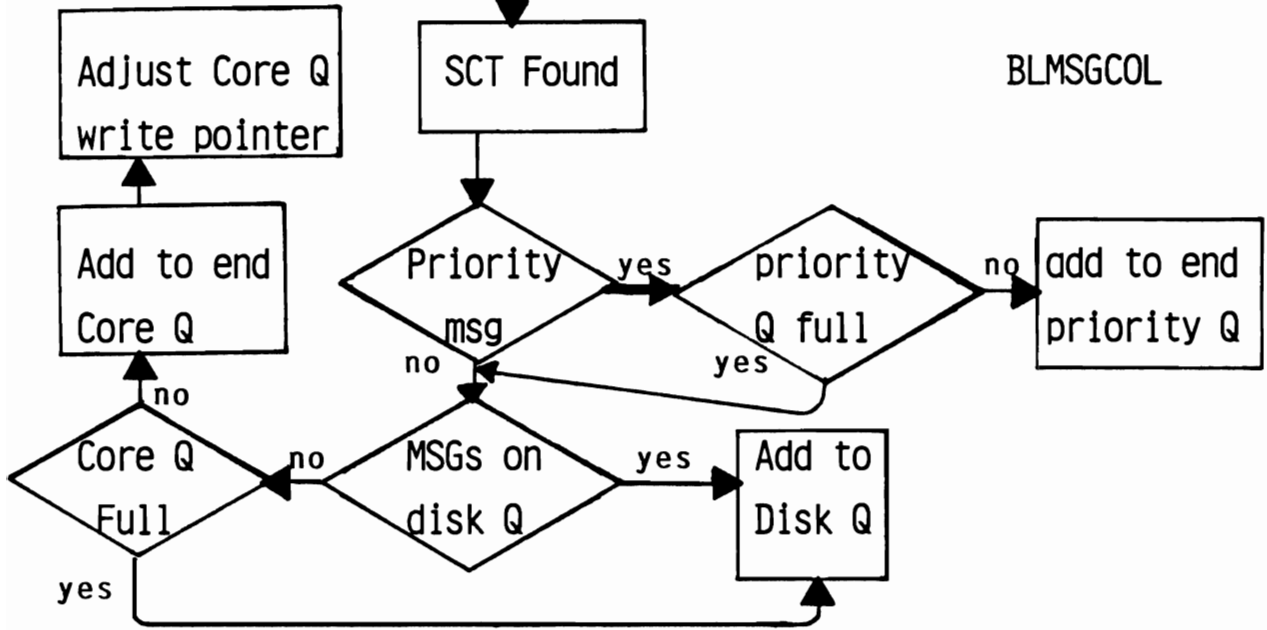 Adjust Core Q
write pointer
SCT Found
BLMSGCOL
Add to end
Core Q
Priority
msg
yes
priority
Q full
no
add to end
priority Q
no
yes
no
Core Q
Full
no
MSGs on
disk Q
yes
Add to
Disk Q
yes